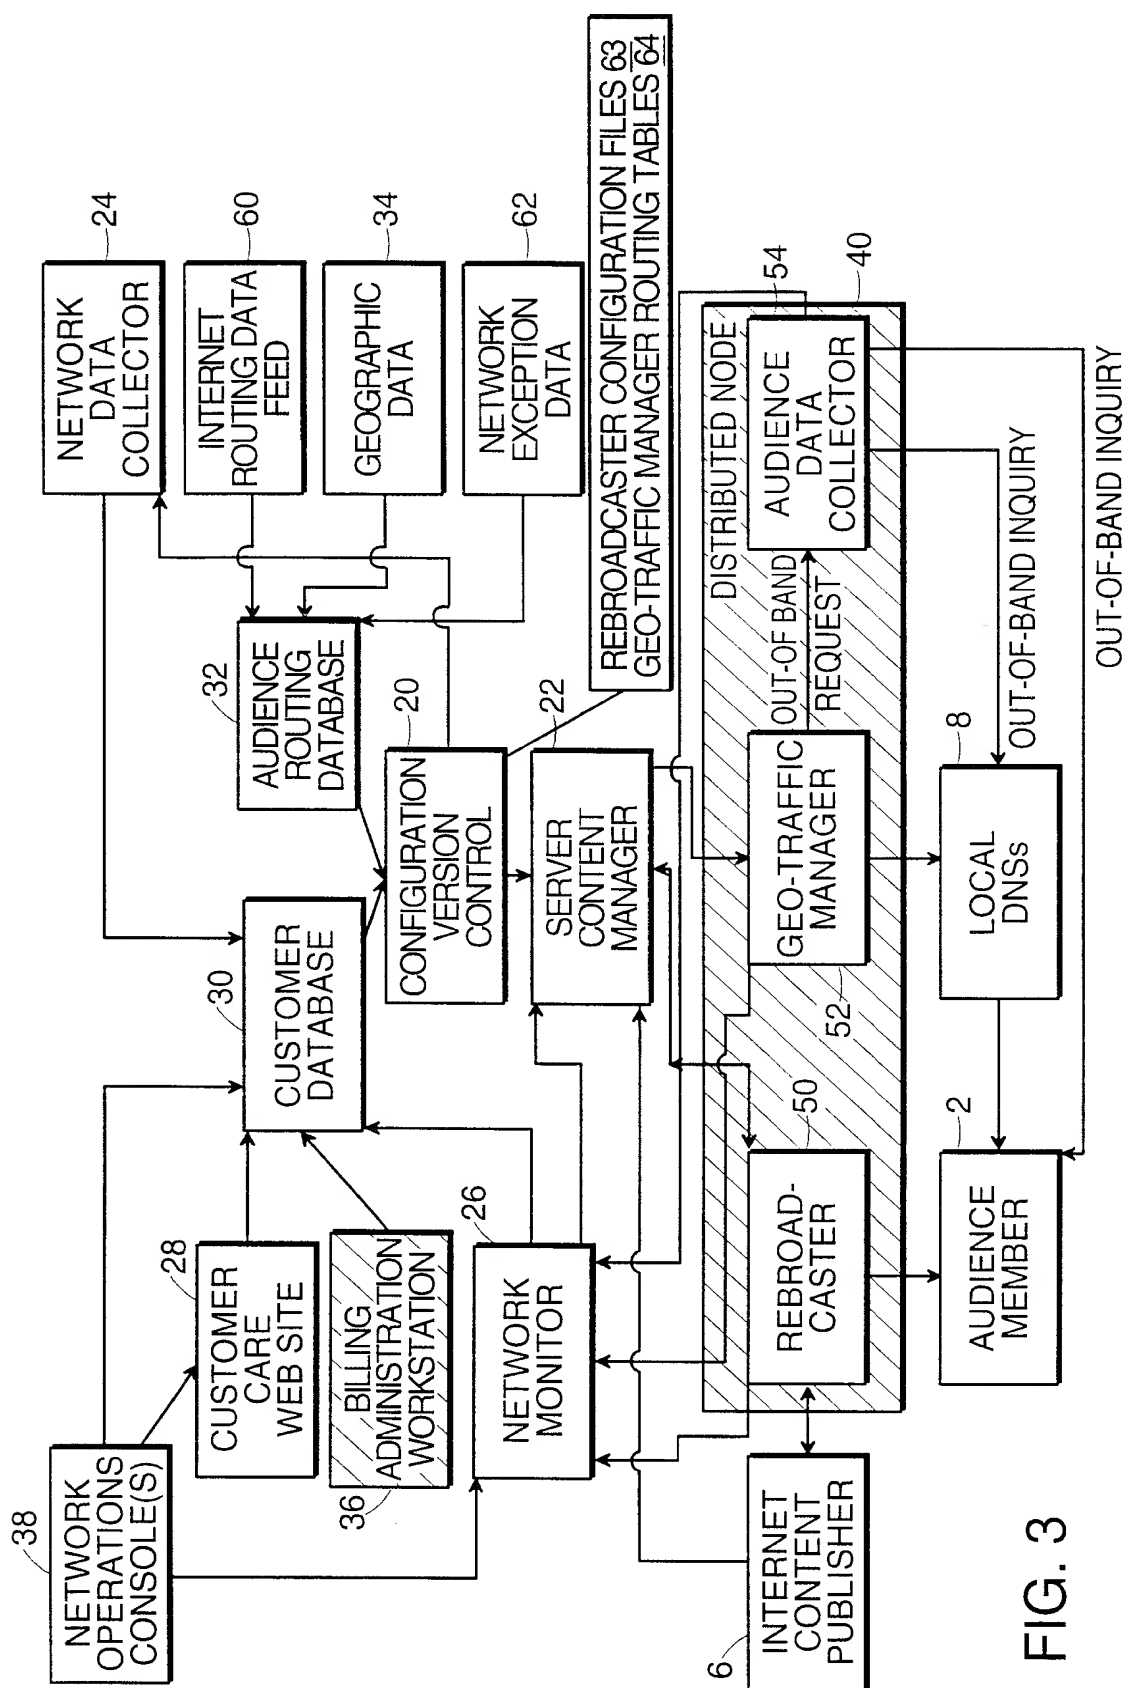 38
NETWORK
OPERATIONS
CONSOLE(S)
28
CUSTOMER
CARE
WEB SITE
36
BILLING
ADMINISTRATION
WORKSTATION
26
NETWORK
MONITOR
30
CUSTOMER
DATABASE
32
AUDIENCE
ROUTING
DATABASE
20
CONFIGURATION
VERSION
CONTROL
22
SERVER
CONTENT
MANAGER
24
NETWORK
DATA
COLLECTOR
60
INTERNET
ROUTING DATA
FEED
34
GEOGRAPHIC
DATA
62
NETWORK
EXCEPTION
DATA
REBROADCASTER CONFIGURATION FILES 63
GEO-TRAFFIC MANAGER ROUTING TABLES 64
6
INTERNET
CONTENT
PUBLISHER
DISTRIBUTED NODE
40
50
REBROAD-
CASTER
52
GEO-TRAFFIC
MANAGER
OUT-OF BAND
REQUEST
54
AUDIENCE
DATA
COLLECTOR
2
AUDIENCE
MEMBER
8
LOCAL
DNSs
OUT-OF-BAND INQUIRY
OUT-OF-BAND INQUIRY
FIG. 3